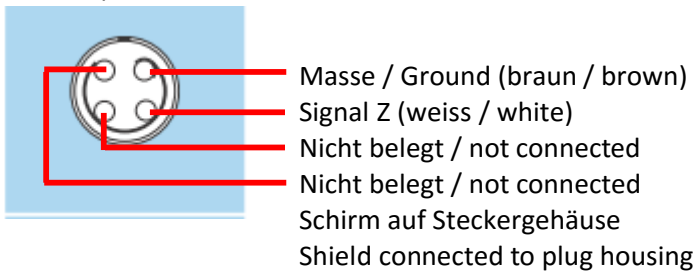 Masse / Ground (braun / brown)
Signal Z (weiss / white)
Nicht belegt / not connected
Nicht belegt / not connected
Schirm auf Steckergehäuse
Shield connected to plug housing